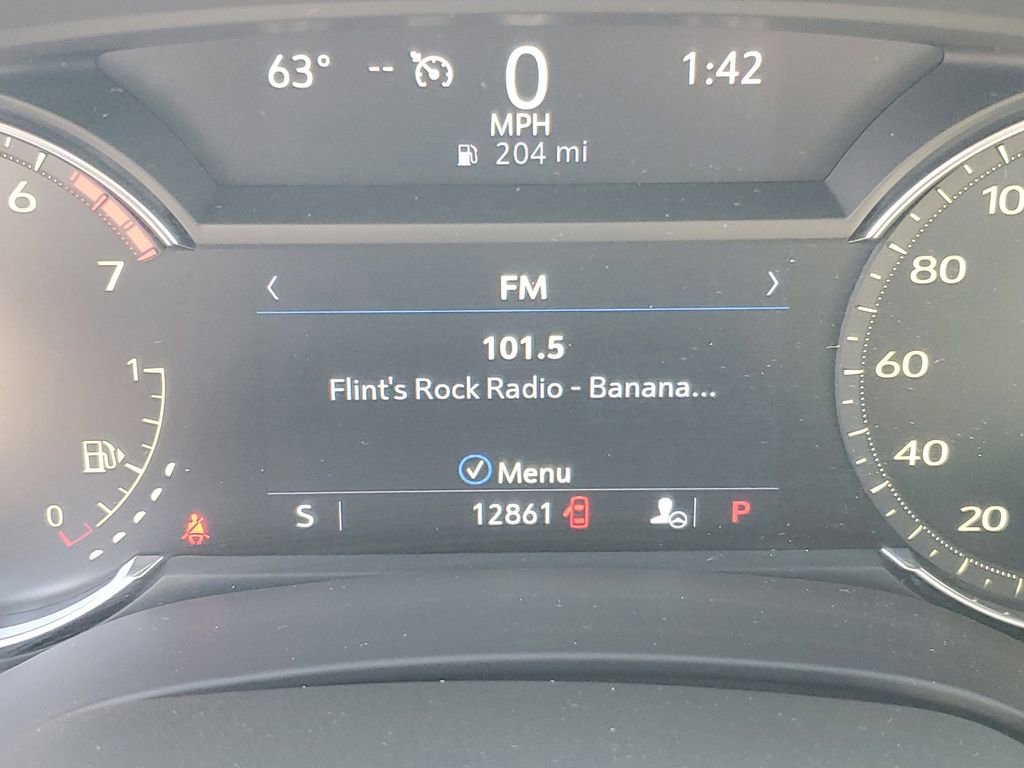 63° -- 0 1:42
MPH
204 mi
6
7
1
0
< FM >
101.5
Flint's Rock Radio - Banana...
Menu
S 12861 P
10
80
60
40
20